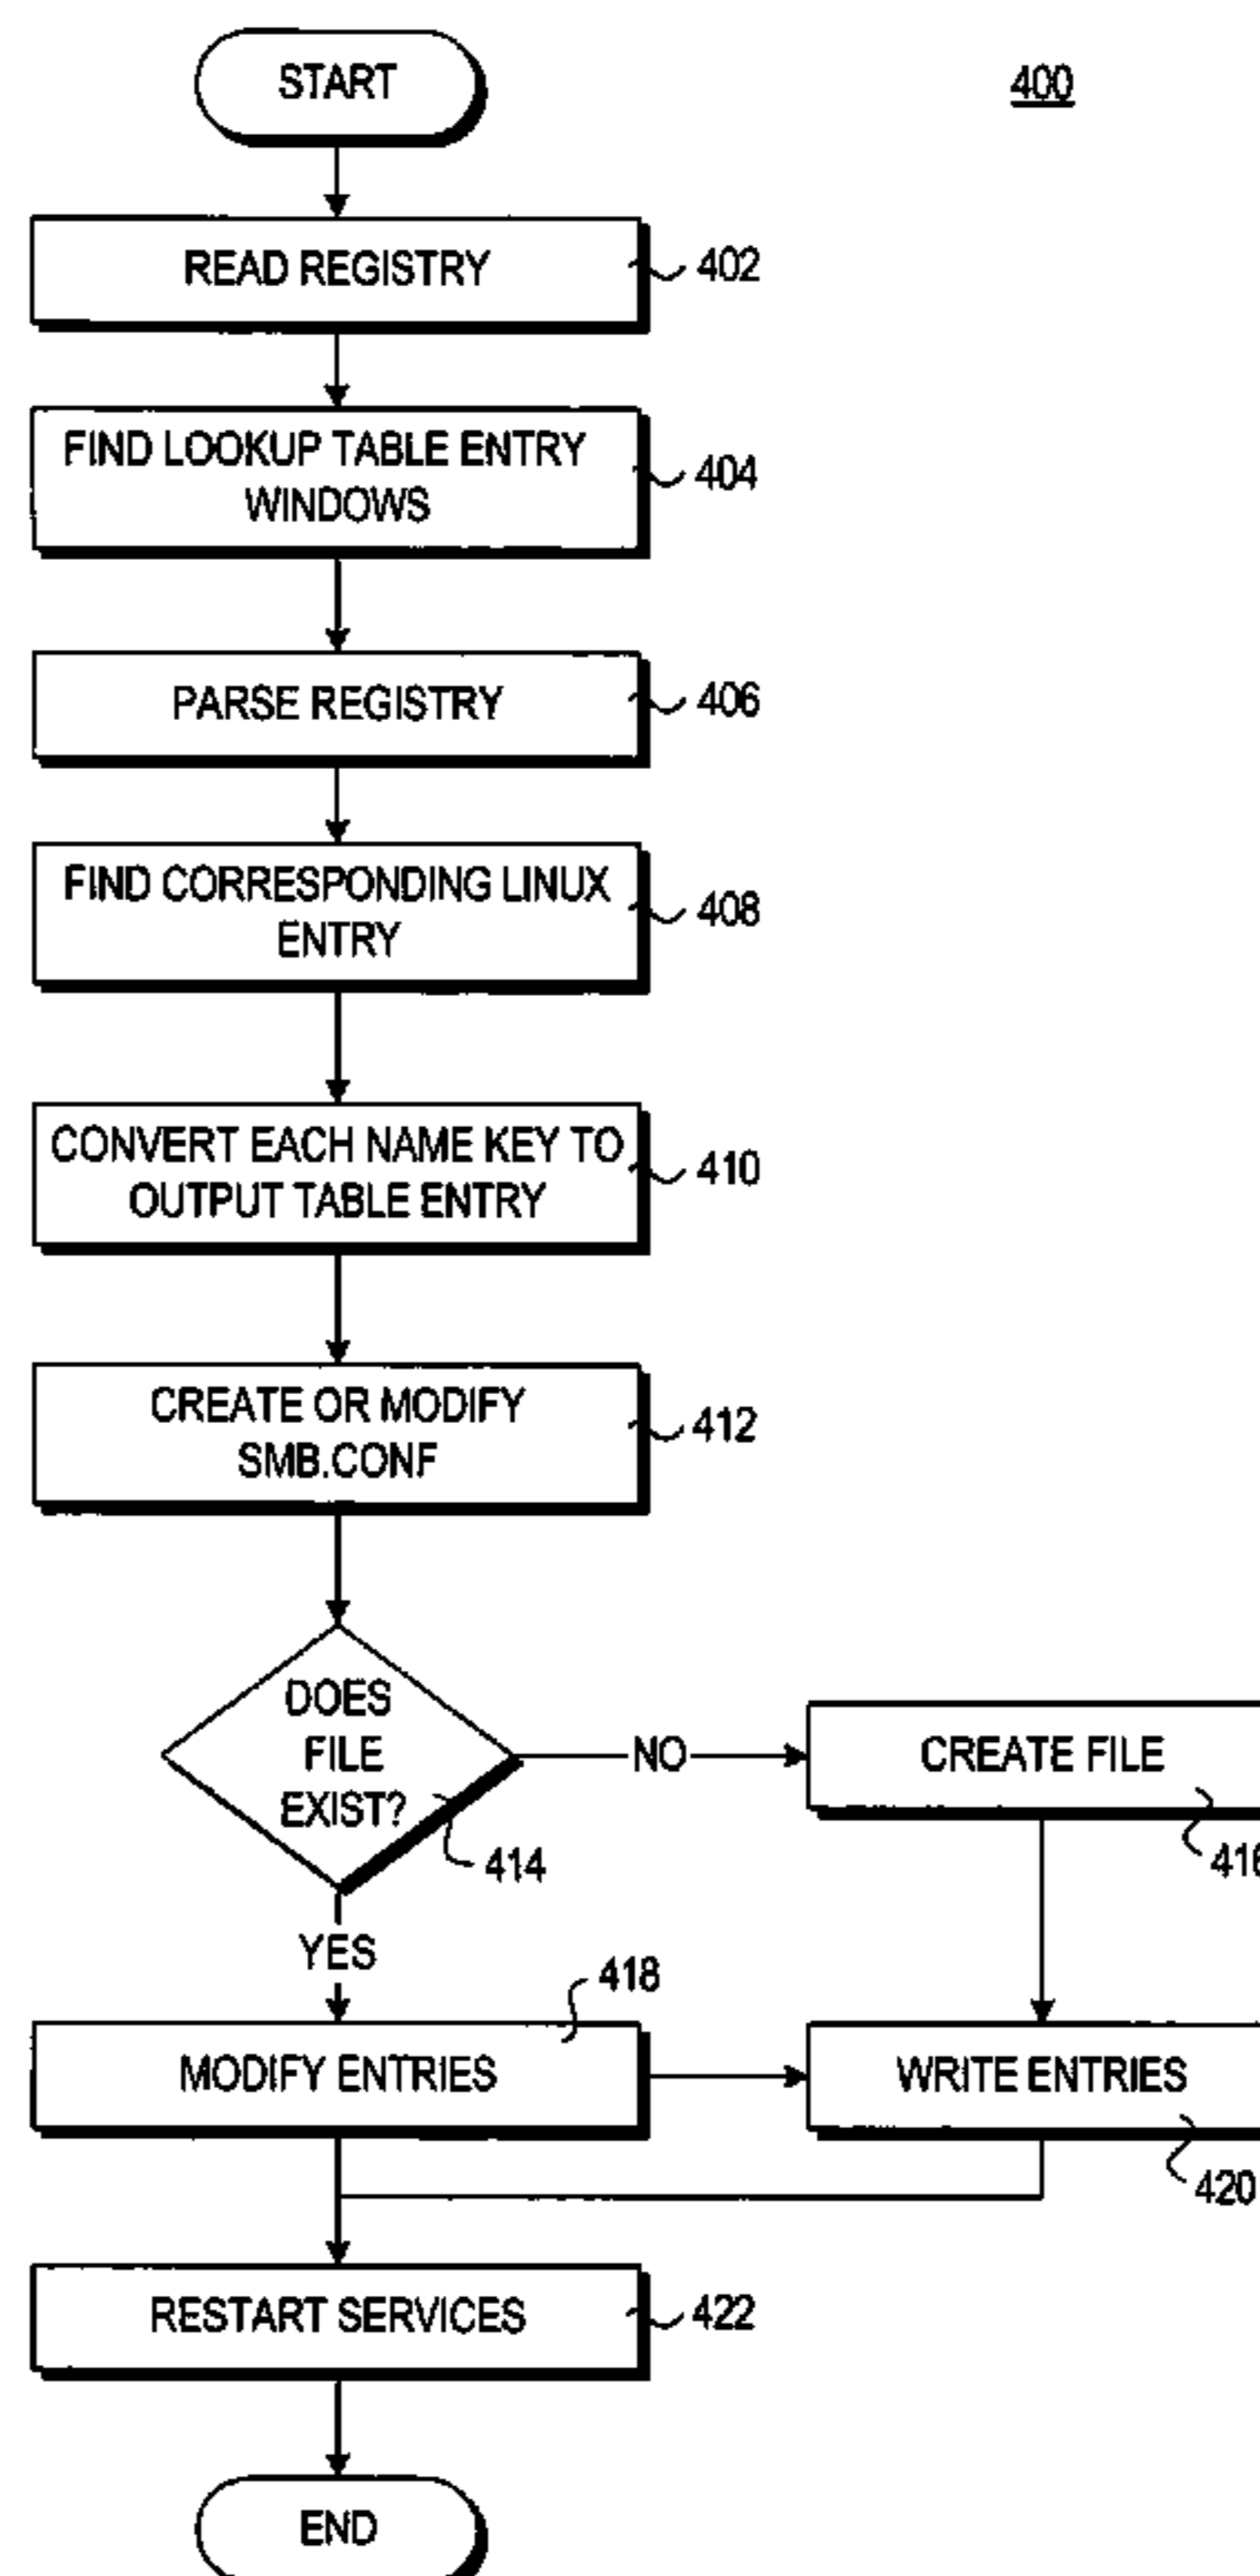 START
400
READ REGISTRY
402
FIND LOOKUP TABLE ENTRY
WINDOWS
404
PARSE REGISTRY
406
FIND CORRESPONDING LINUX
ENTRY
408
CONVERT EACH NAME KEY TO
OUTPUT TABLE ENTRY
410
CREATE OR MODIFY
SMB.CONF
412
DOES
FILE
EXIST?
414
NO
CREATE FILE
416
YES
418
MODIFY ENTRIES
WRITE ENTRIES
420
RESTART SERVICES
422
END